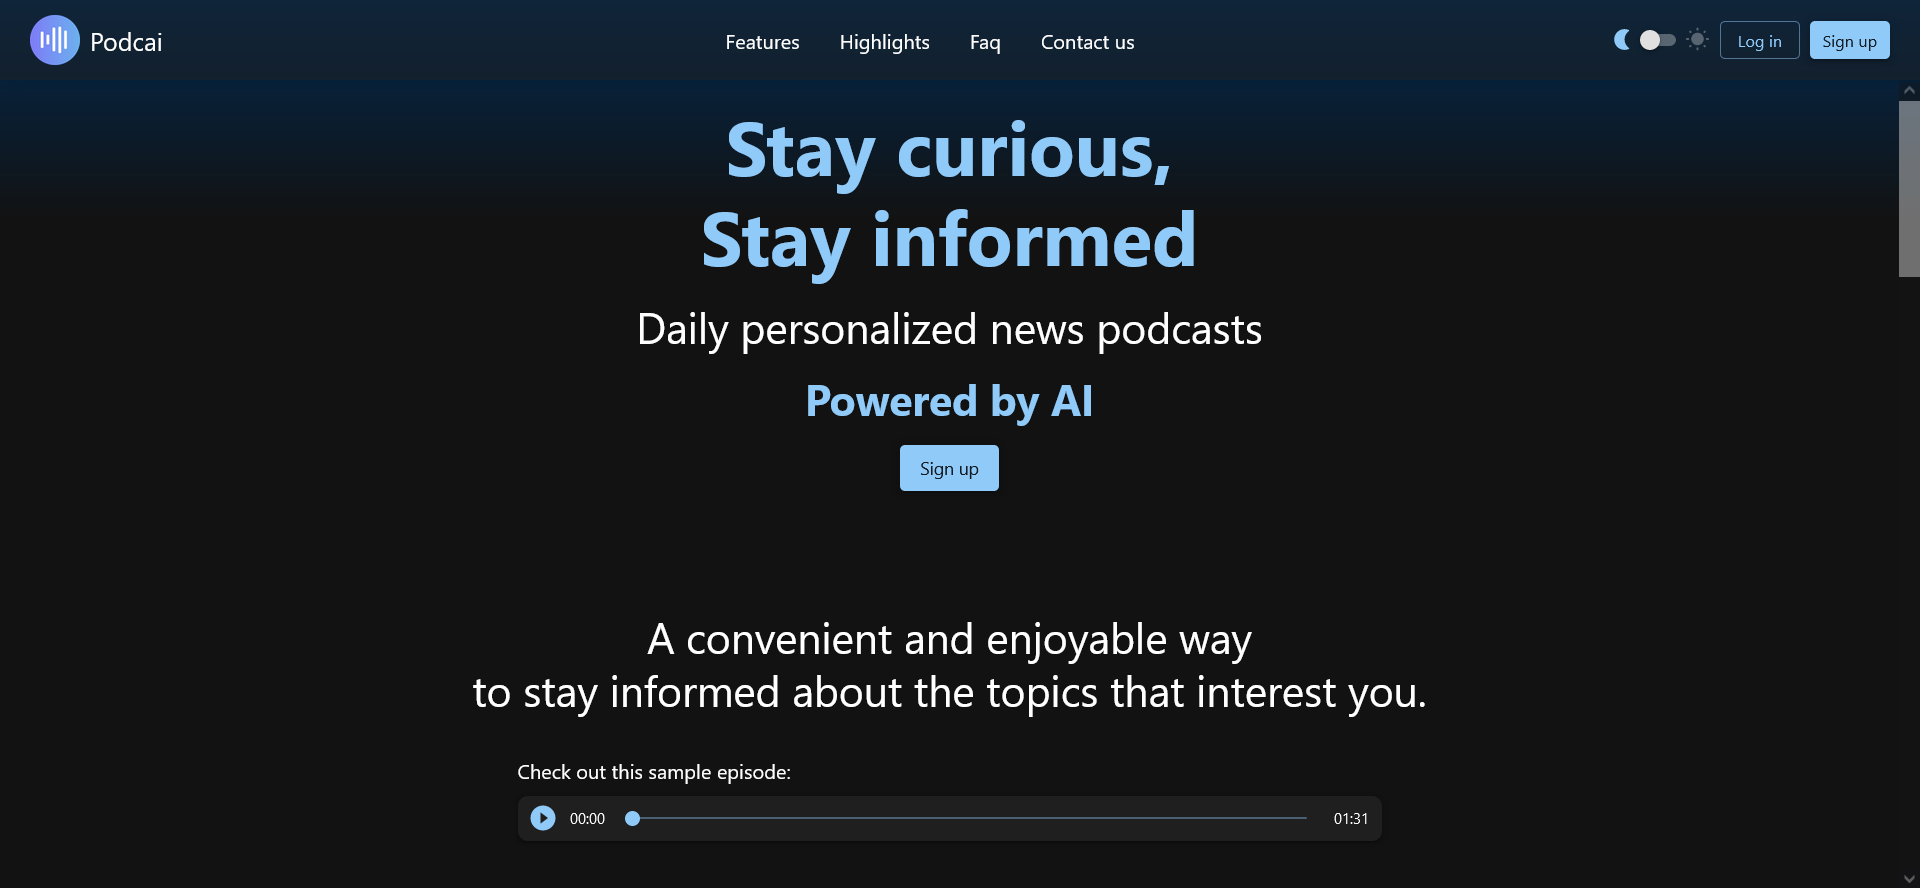 Podcai
Features
Highlights
Faq
Contact us
Log in
Sign up
Stay curious,
Stay informed
Daily personalized news podcasts
Powered by AI
Sign up
A convenient and enjoyable way
to stay informed about the topics that interest you.
Check out this sample episode:
00:00
01:31